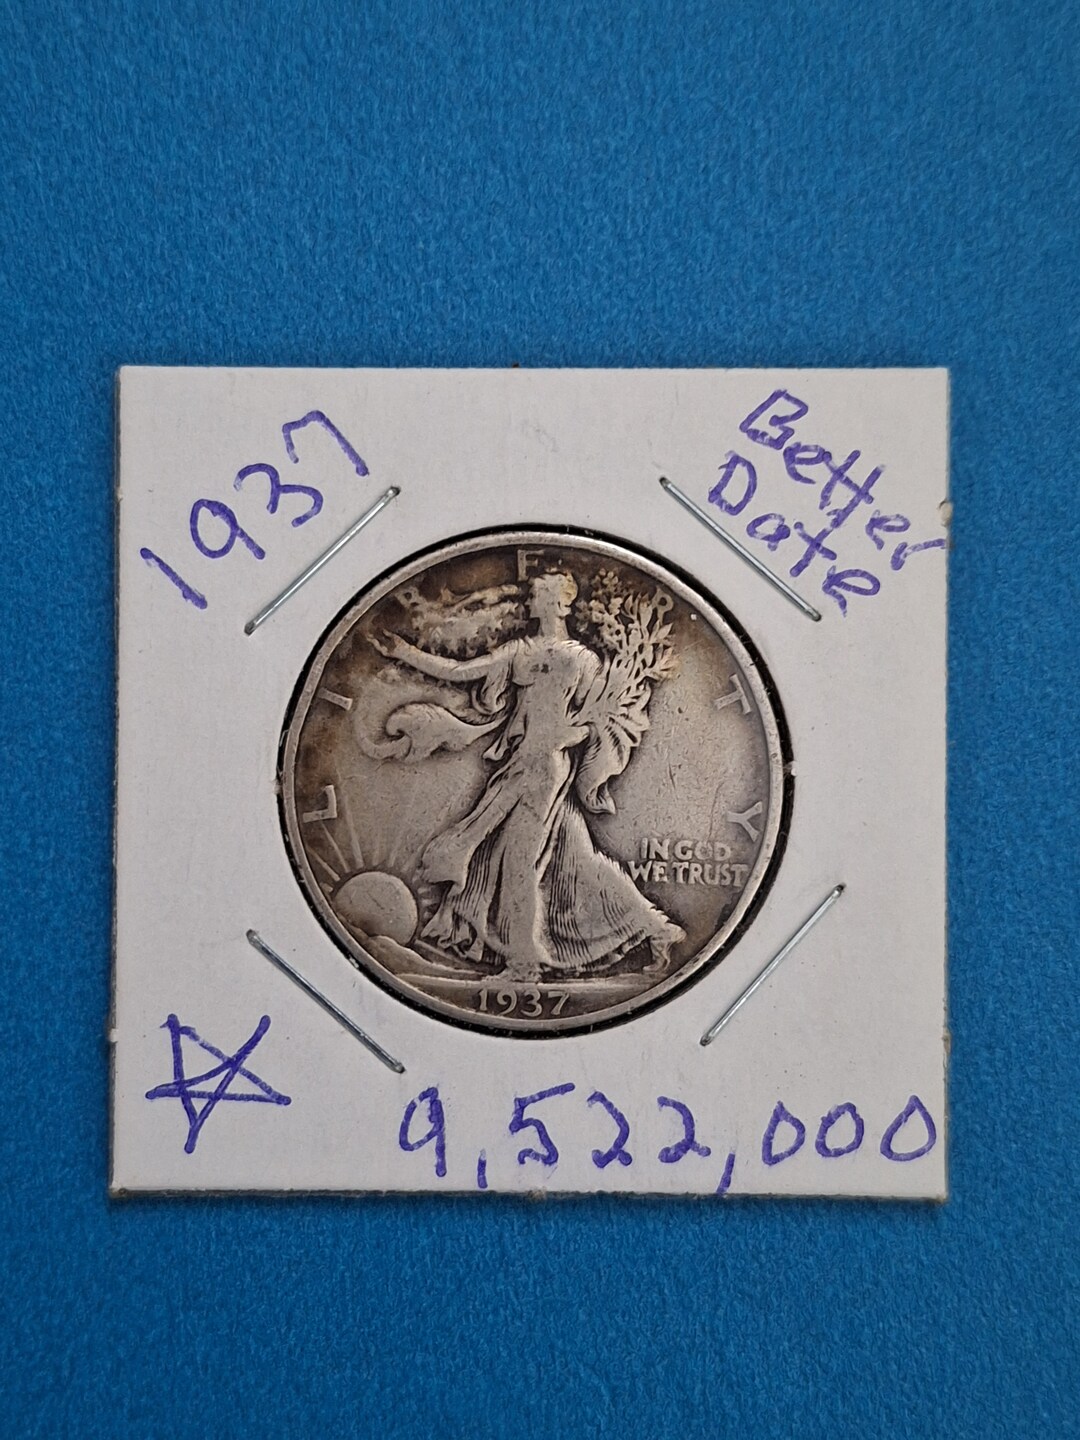 1937
Better
Date
LIBERTY
IN GOD
WE TRUST
1937
9,522,000